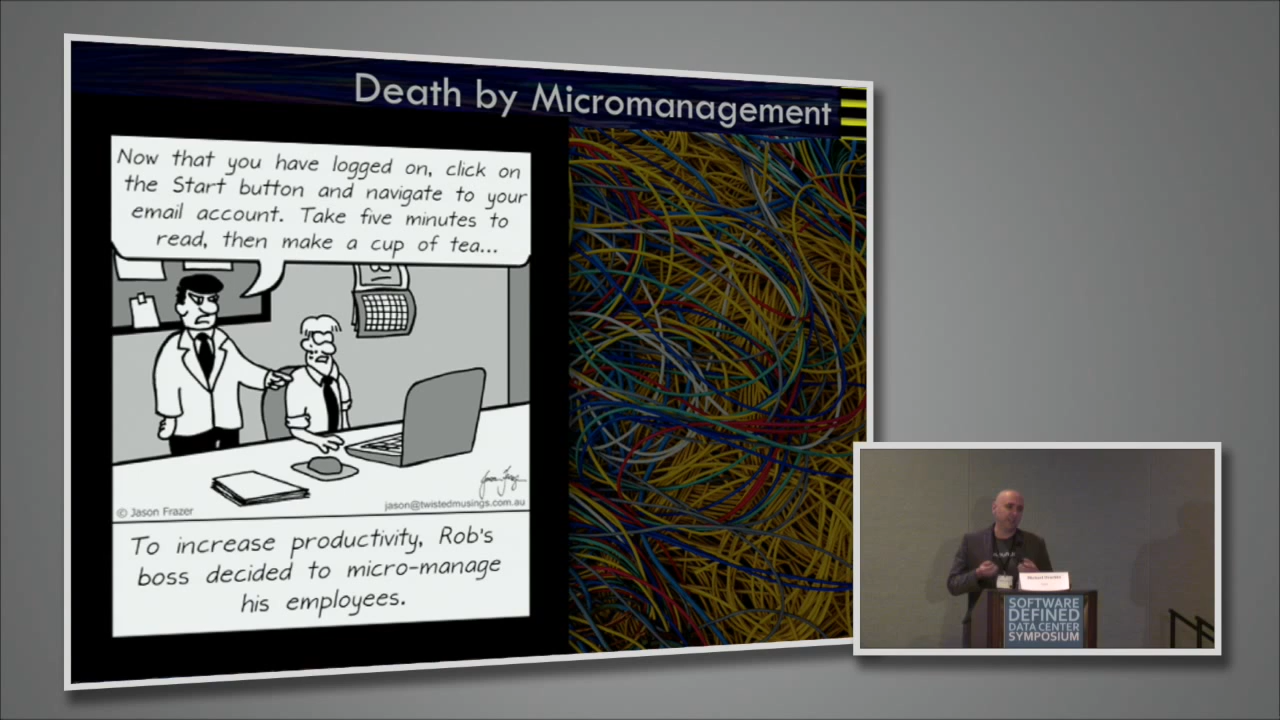 Death by Micromanagement
Now that you have logged on, click on
the Start button and navigate to your
email account. Take five minutes to
read, then make a cup of tea...
© Jason Frazer
jason@twistedmusings.com.au
To increase productivity, Rob's
boss decided to micro-manage
his employees.
SOFTWARE
DEFINED
DATA CENTER
SYMPOSIUM